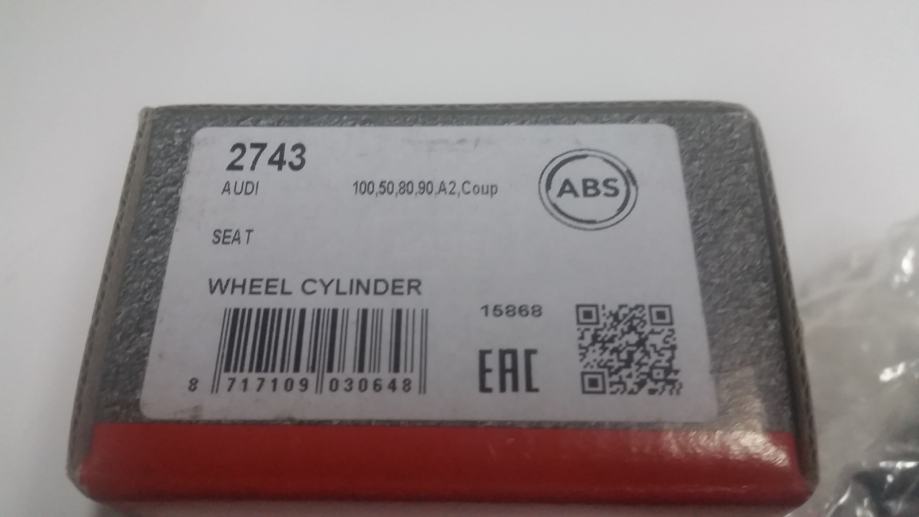 2743
AUDI 100,50,80,90,A2,Coup
ABS
SEAT
WHEEL CYLINDER
15868
EAC
8 717109 030648